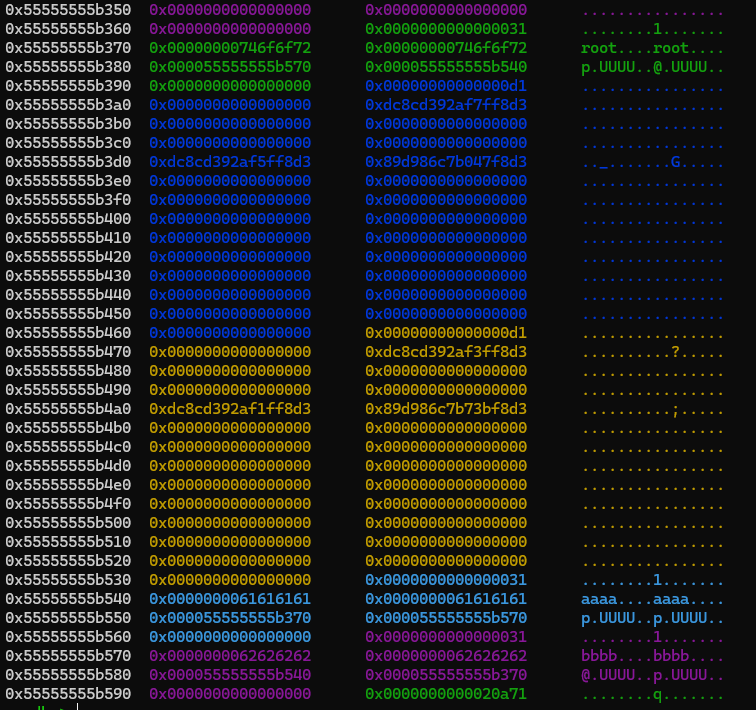 0x55555555b350 0x0000000000000000 0x0000000000000000 ................
0x55555555b360 0x0000000000000000 0x0000000000000031 ........1.......
0x55555555b370 0x00000000746f6f72 0x00000000746f6f72 root....root....
0x55555555b380 0x000055555555b570 0x000055555555b540 p.UUUU..@.UUUU..
0x55555555b390 0x0000000000000000 0x00000000000000d1 ................
0x55555555b3a0 0x0000000000000000 0xdc8cd392af7ff8d3 ................
0x55555555b3b0 0x0000000000000000 0x0000000000000000 ................
0x55555555b3c0 0x0000000000000000 0x0000000000000000 ................
0x55555555b3d0 0xdc8cd392af5ff8d3 0x89d986c7b047f8d3 .._.......G.....
0x55555555b3e0 0x0000000000000000 0x0000000000000000 ................
0x55555555b3f0 0x0000000000000000 0x0000000000000000 ................
0x55555555b400 0x0000000000000000 0x0000000000000000 ................
0x55555555b410 0x0000000000000000 0x0000000000000000 ................
0x55555555b420 0x0000000000000000 0x0000000000000000 ................
0x55555555b430 0x0000000000000000 0x0000000000000000 ................
0x55555555b440 0x0000000000000000 0x0000000000000000 ................
0x55555555b450 0x0000000000000000 0x0000000000000000 ................
0x55555555b460 0x0000000000000000 0x00000000000000d1 ................
0x55555555b470 0x0000000000000000 0xdc8cd392af3ff8d3 ..........?.....
0x55555555b480 0x0000000000000000 0x0000000000000000 ................
0x55555555b490 0x0000000000000000 0x0000000000000000 ................
0x55555555b4a0 0xdc8cd392af1ff8d3 0x89d986c7b73bf8d3 ..........;.....
0x55555555b4b0 0x0000000000000000 0x0000000000000000 ................
0x55555555b4c0 0x0000000000000000 0x0000000000000000 ................
0x55555555b4d0 0x0000000000000000 0x0000000000000000 ................
0x55555555b4e0 0x0000000000000000 0x0000000000000000 ................
0x55555555b4f0 0x0000000000000000 0x0000000000000000 ................
0x55555555b500 0x0000000000000000 0x0000000000000000 ................
0x55555555b510 0x0000000000000000 0x0000000000000000 ................
0x55555555b520 0x0000000000000000 0x0000000000000000 ................
0x55555555b530 0x0000000000000000 0x0000000000000031 ........1.......
0x55555555b540 0x0000000061616161 0x0000000061616161 aaaa....aaaa....
0x55555555b550 0x000055555555b370 0x000055555555b570 p.UUUU..p.UUUU..
0x55555555b560 0x0000000000000000 0x0000000000000031 ........1.......
0x55555555b570 0x0000000062626262 0x0000000062626262 bbbb....bbbb....
0x55555555b580 0x000055555555b540 0x000055555555b370 @.UUUU..p.UUUU..
0x55555555b590 0x0000000000000000 0x0000000000020a71 ........q.......